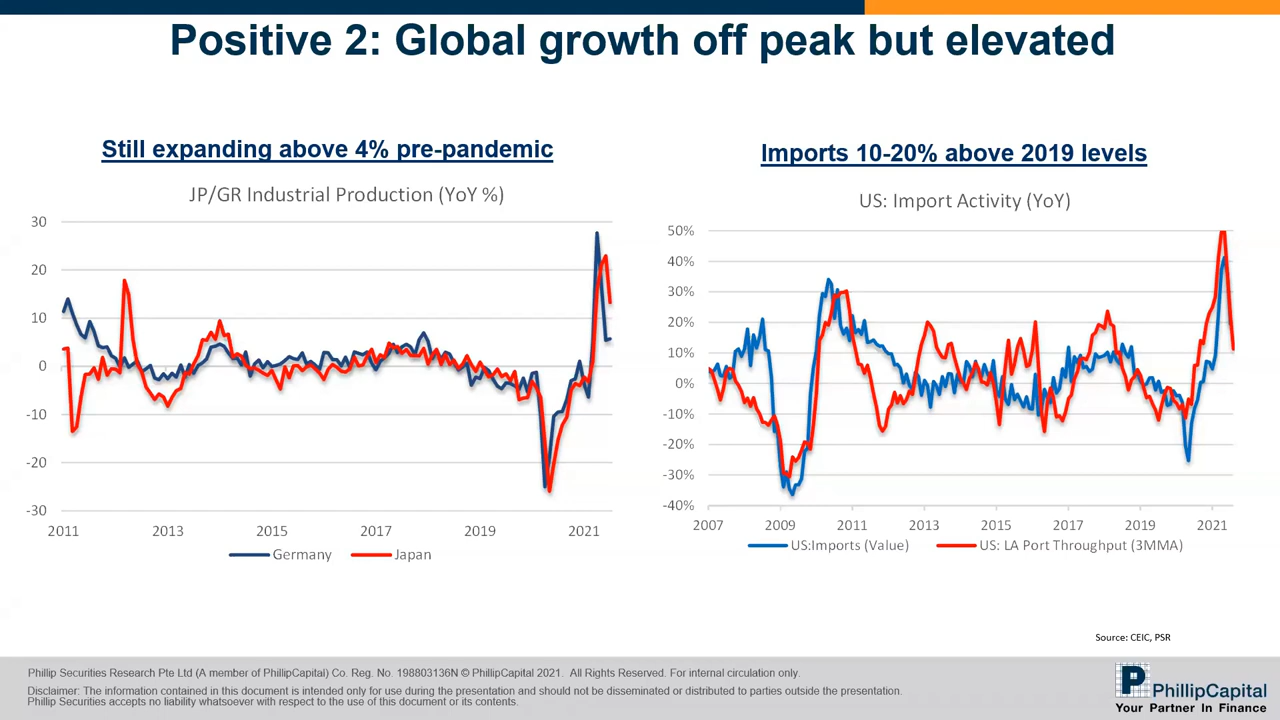 Positive 2: Global growth off peak but elevated
Still expanding above 4% pre-pandemic
JP/GR Industrial Production (YoY %)
30
20
10
0
-10
-20
-30
2011 2013 2015 2017 2019 2021
Germany Japan
Imports 10-20% above 2019 levels
US: Import Activity (YoY)
50%
40%
30%
20%
10%
0%
-10%
-20%
-30%
-40%
2007 2009 2011 2013 2015 2017 2019 2021
US:Imports (Value) US: LA Port Throughput (3MMA)
Source: CEIC, PSR
Phillip Securities Research Pte Ltd (A member of PhillipCapital) Co. Reg. No. 198803136N © PhillipCapital 2021. All Rights Reserved. For internal circulation only.
Disclaimer: The information contained in this document is intended only for use during the presentation and should not be disseminated or distributed to parties outside the presentation.
Phillip Securities accepts no liability whatsoever with respect to the use of this document or its contents.
P
PhillipCapital
Your Partner In Finance